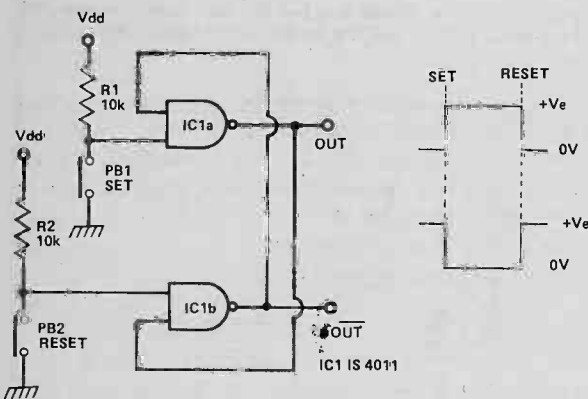 Vdd
R1
10k
IC1a
OUT
PB1
SET
Vdd
R2
10k
IC1b
OUT
PB2
RESET
IC1 IS 4011
SET
RESET
+Ve
0V
+Ve
0V